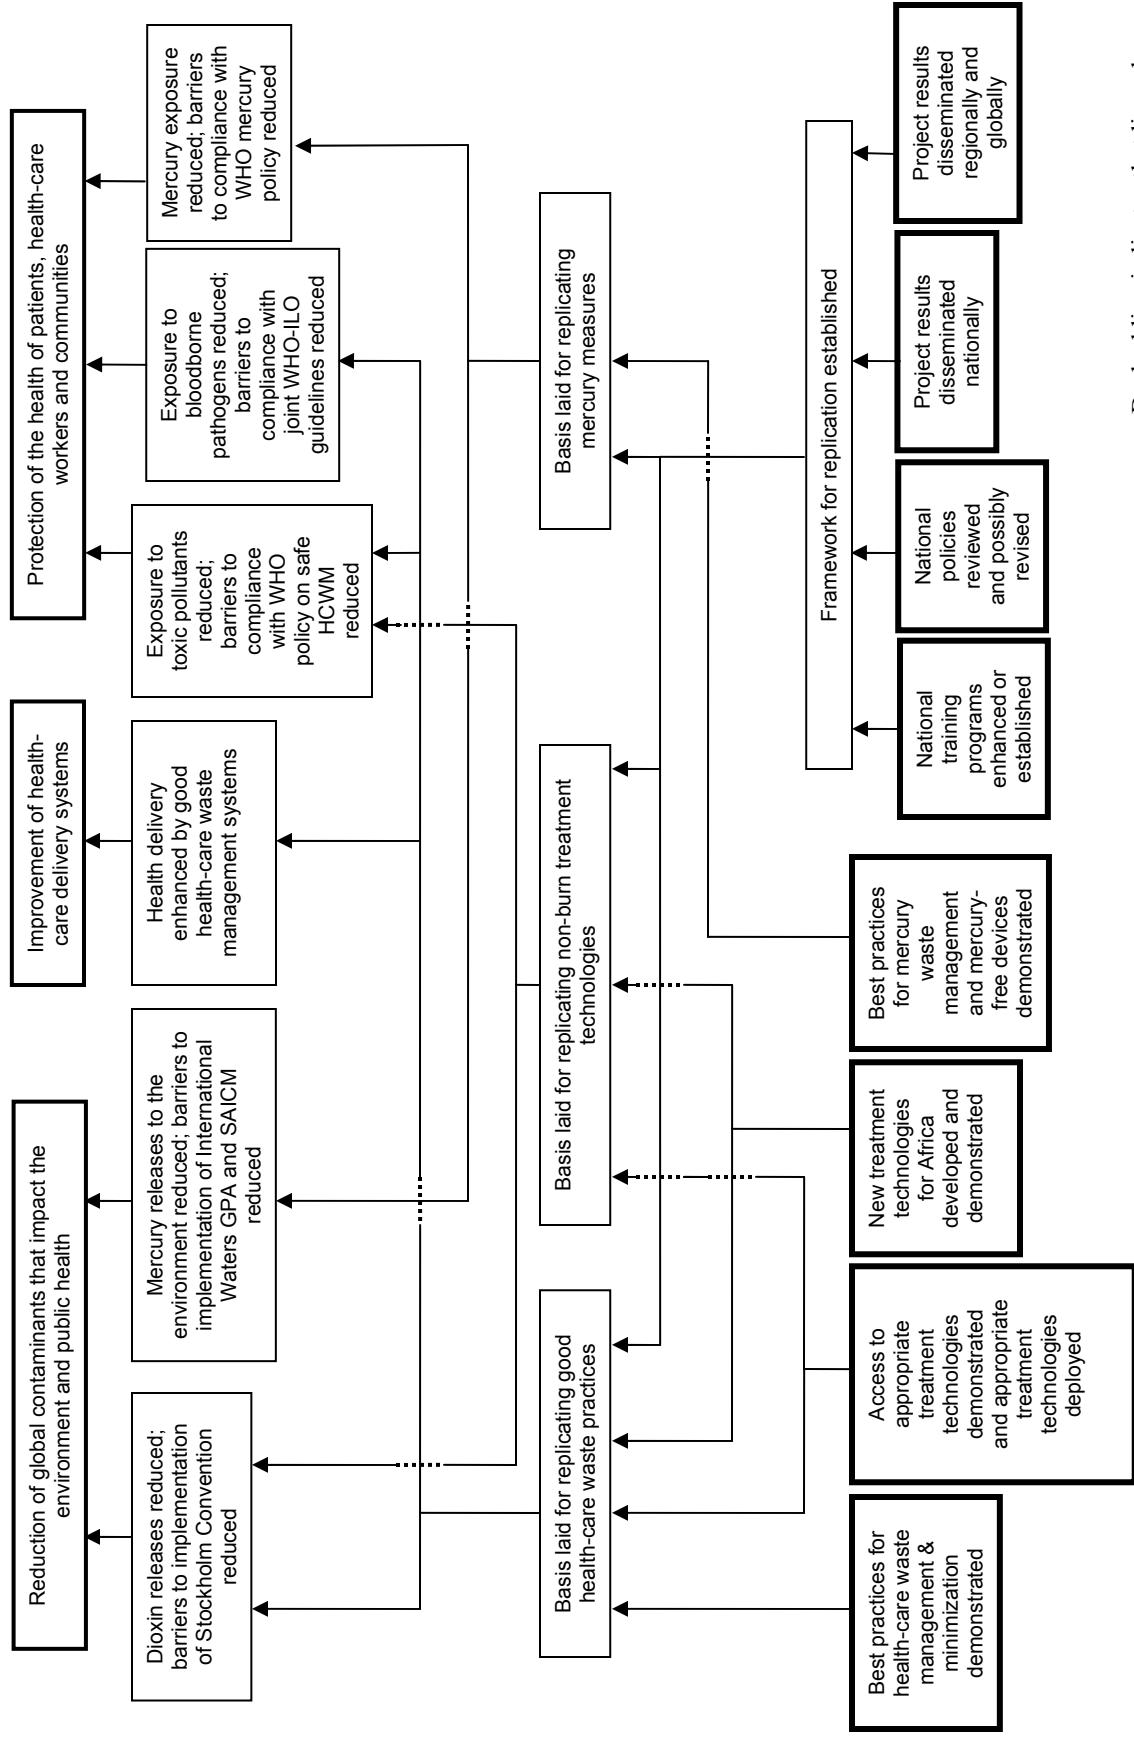 Reduction of global contaminants that impact the
environment and public health
Improvement of health-
care delivery systems
Protection of the health of patients, health-care
workers and communities
Dioxin releases reduced;
barriers to implementation
of Stockholm Convention
reduced
Mercury releases to the
environment reduced; barriers to
implementation of International
Waters GPA and SAICM
reduced
Health delivery
enhanced by good
health-care waste
management systems
Exposure to
toxic pollutants
reduced;
barriers to
compliance
with WHO
policy on safe
HCWM
reduced
Exposure to
bloodborne
pathogens reduced;
barriers to
compliance with
joint WHO-ILO
guidelines reduced
Mercury exposure
reduced; barriers
to compliance with
WHO mercury
policy reduced
Basis laid for replicating good
health-care waste practices
Basis laid for replicating non-burn treatment
technologies
Basis laid for replicating
mercury measures
Framework for replication established
Best practices for
health-care waste
management &
minimization
demonstrated
Access to
appropriate
treatment
technologies
demonstrated
and appropriate
treatment
technologies
deployed
New treatment
technologies
for Africa
developed and
demonstrated
Best practices
for mercury
waste
management
and mercury-
free devices
demonstrated
National
training
programs
enhanced or
established
National
policies
reviewed
and possibly
revised
Project results
disseminated
nationally
Project results
disseminated
regionally and
globally